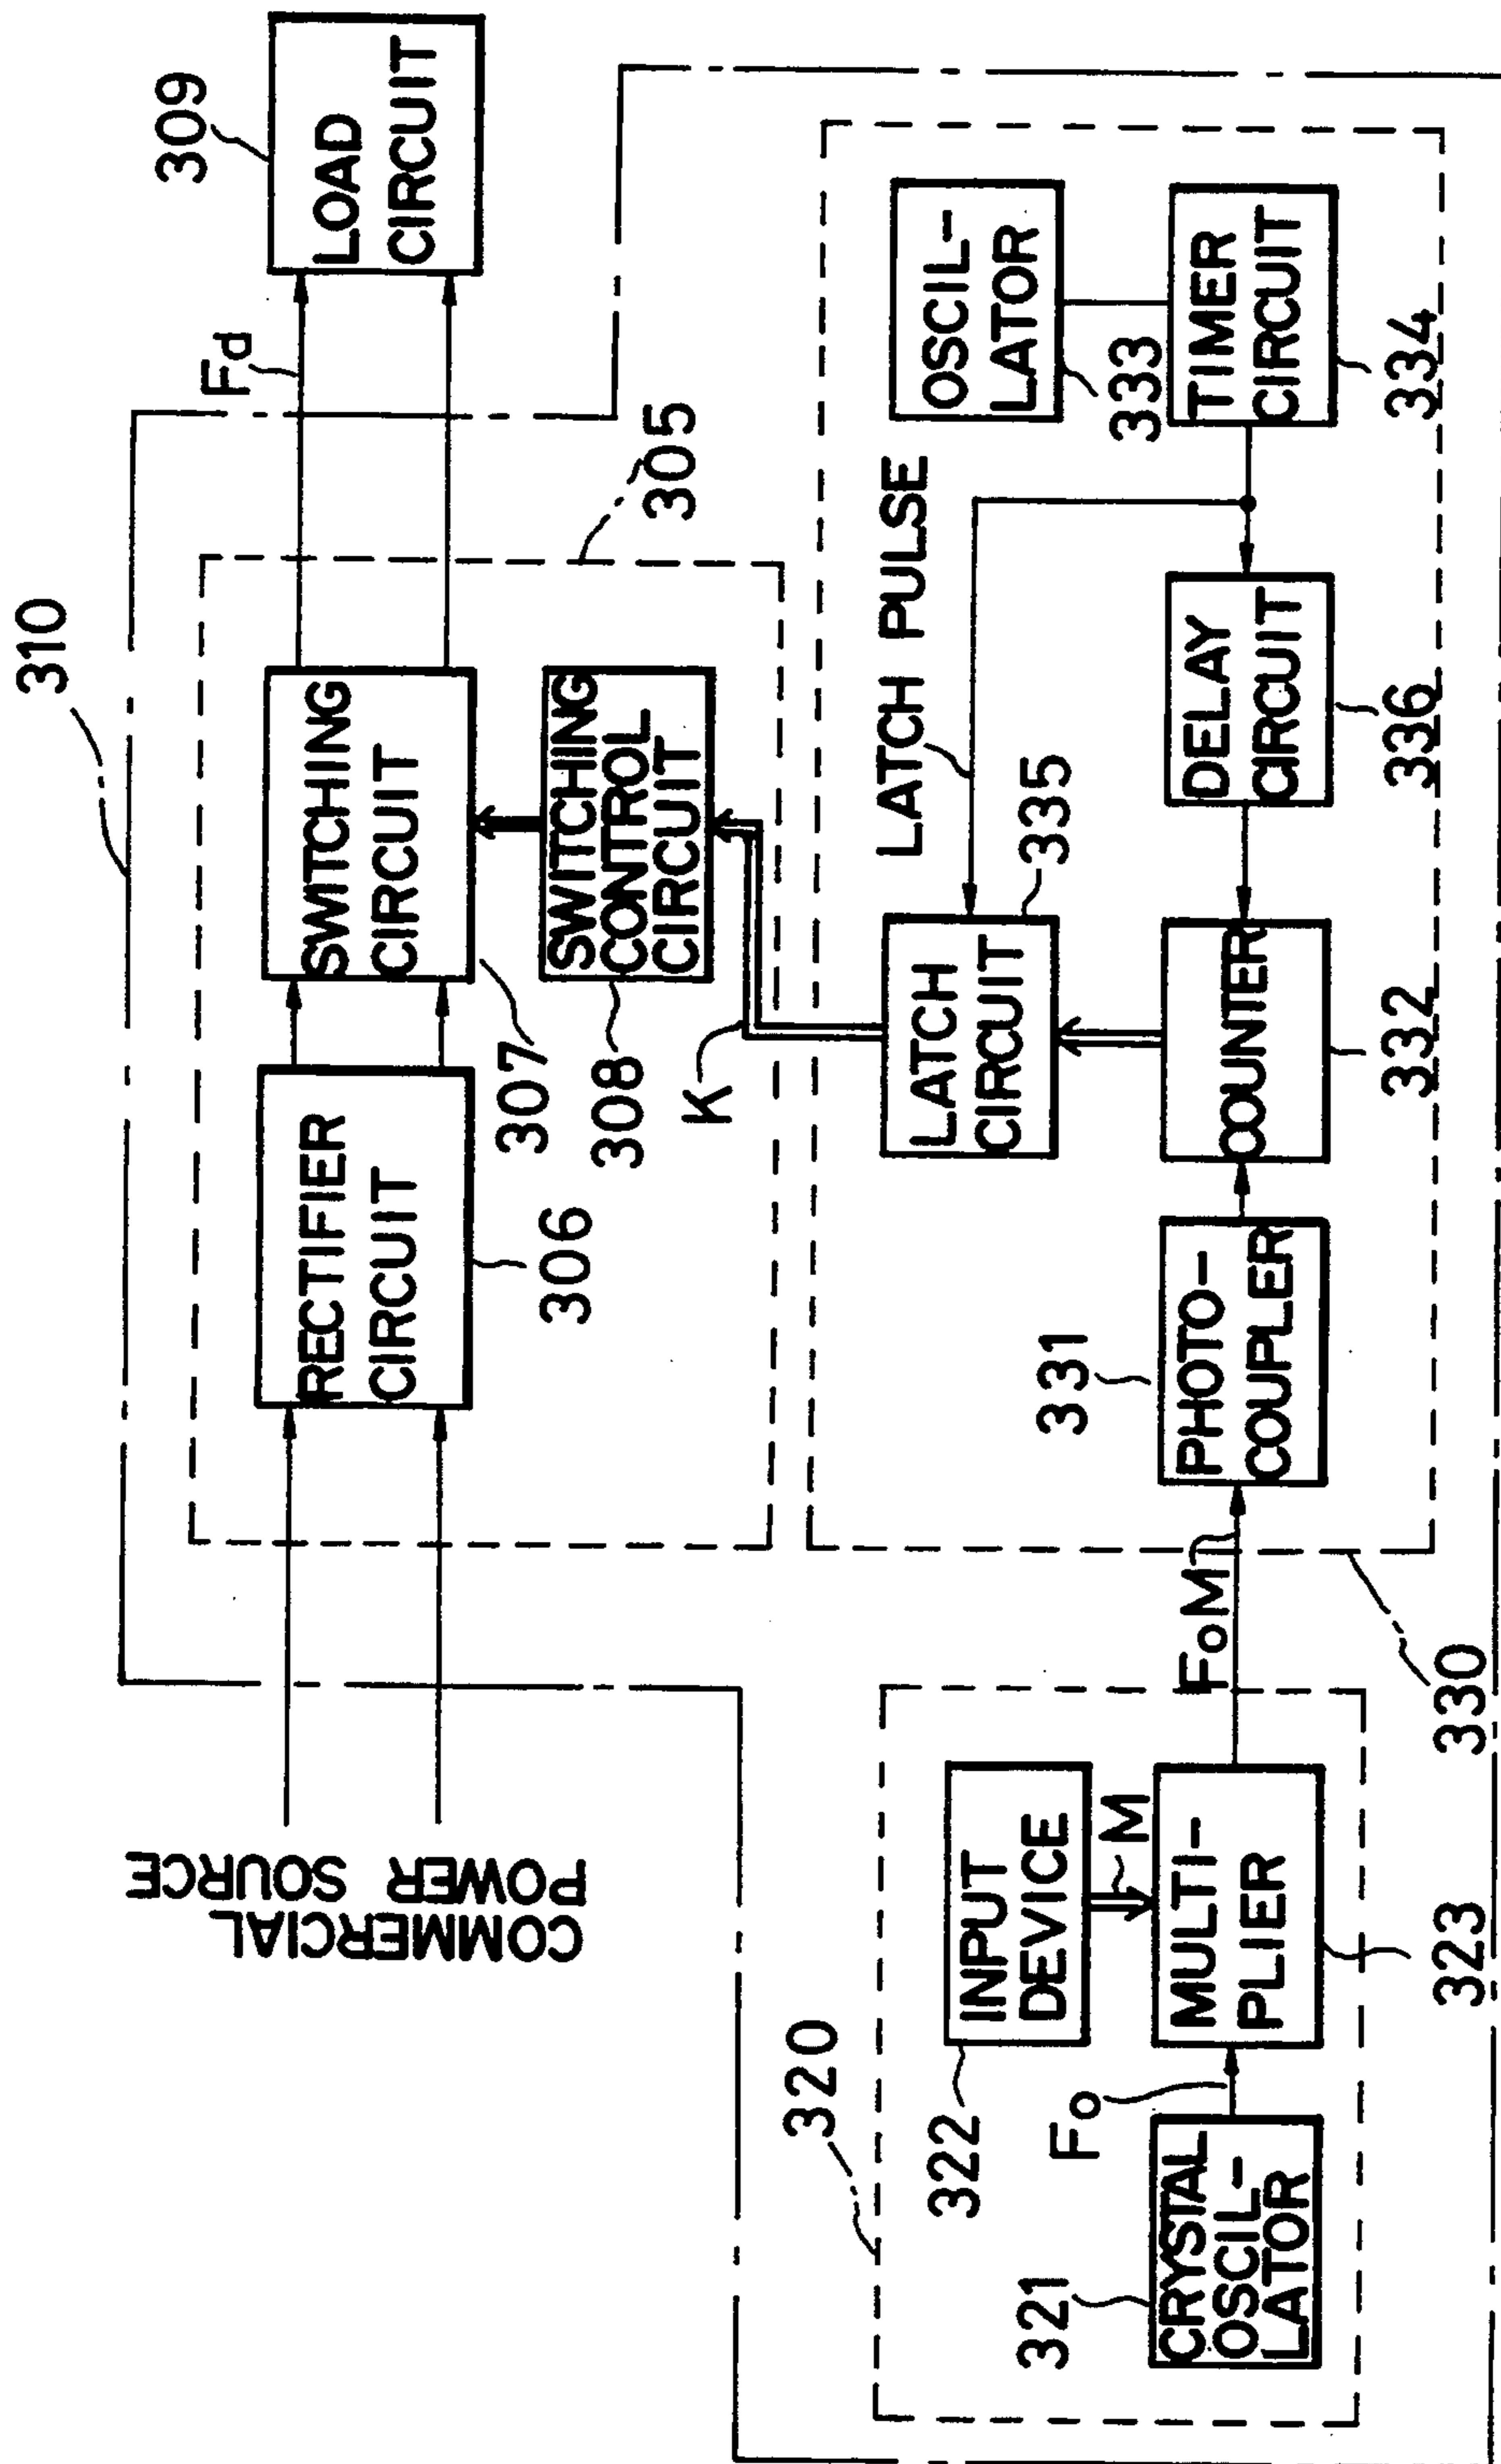 310
309
LOAD
CIRCUIT
Fd
305
SWITCHING
CIRCUIT
307
SWITCHING
CONTROL
CIRCUIT
308
RECTIFIER
CIRCUIT
306
COMMERCIAL
POWER SOURCE
K
LATCH PULSE
OSCIL-
LATOR
333
TIMER
CIRCUIT
334
DELAY
CIRCUIT
336
LATCH
CIRCUIT
335
COUNTER
332
PHOTO-
COUPLER
331
330
FoM
320
INPUT
DEVICE
322
M
MULTI-
PLIER
323
Fo
CRYSTAL
OSCIL-
LATOR
321